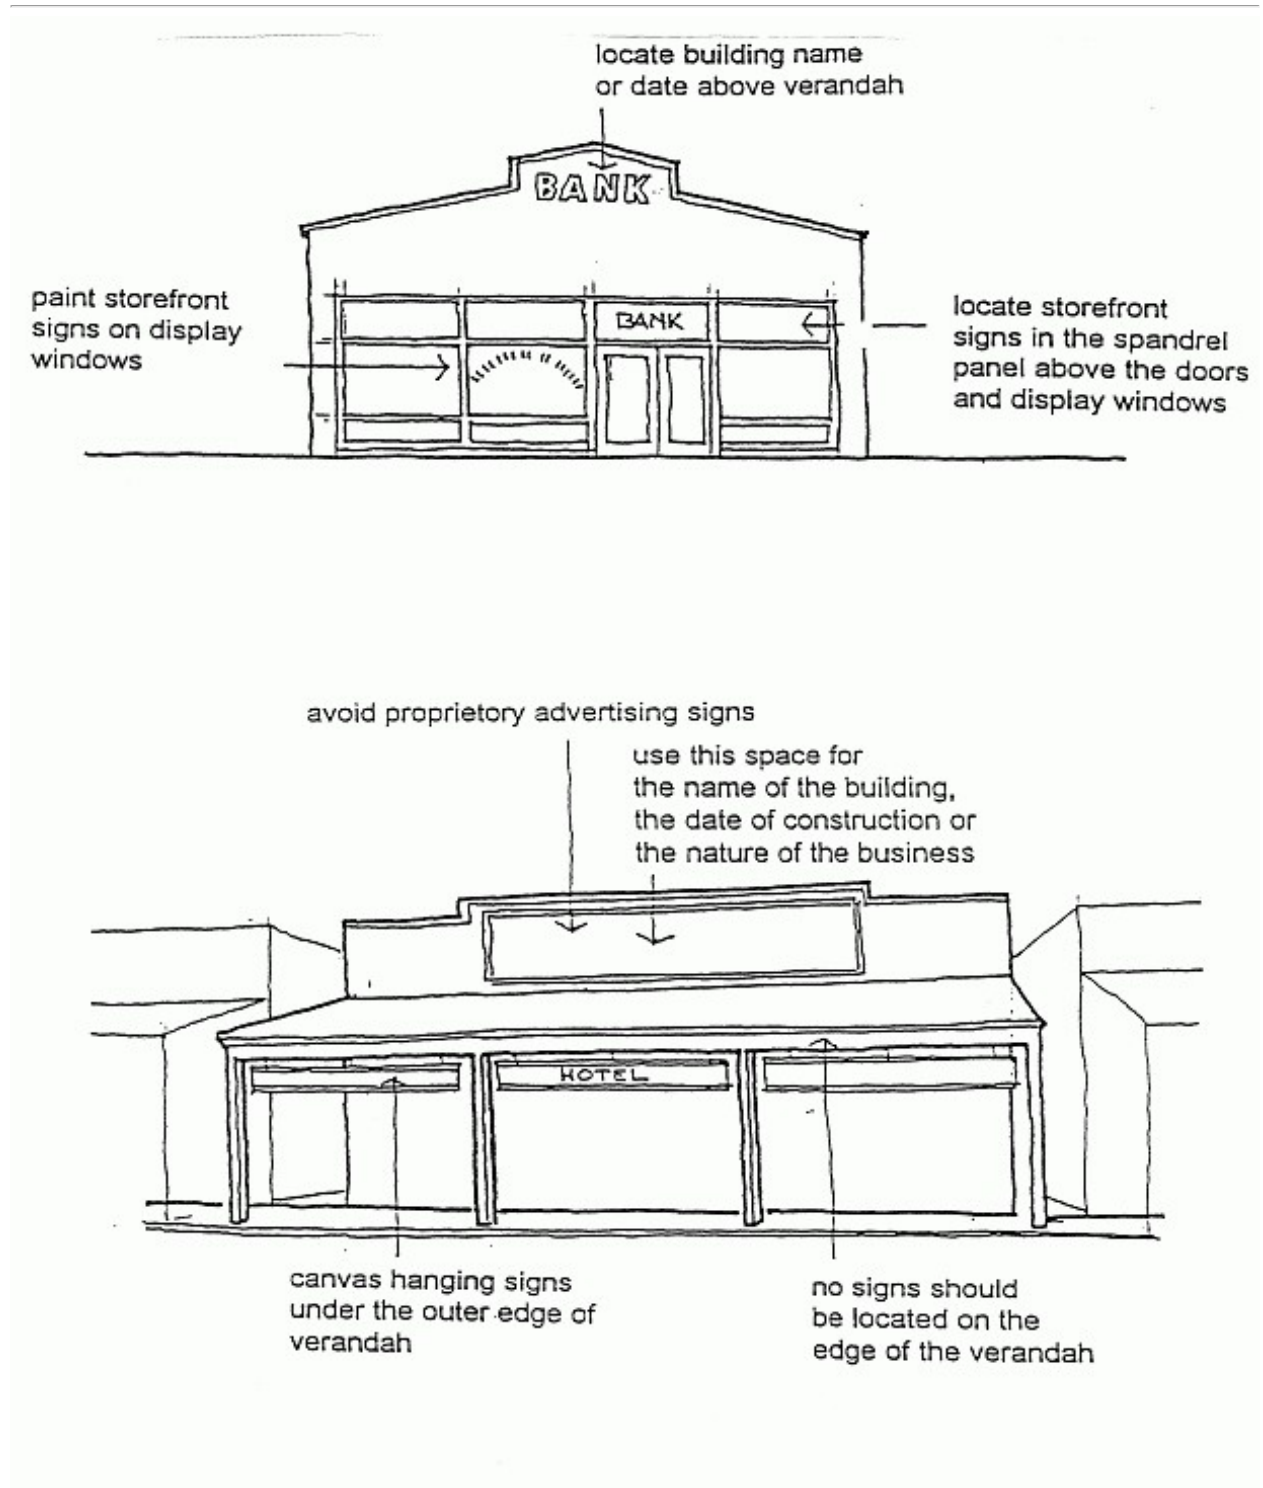 locate building name
or date above verandah
BANK
paint storefront
signs on display
windows
BANK
locate storefront
signs in the spandrel
panel above the doors
and display windows
avoid proprietory advertising signs
use this space for
the name of the building,
the date of construction or
the nature of the business
HOTEL
canvas hanging signs
under the outer edge of
verandah
no signs should
be located on the
edge of the verandah